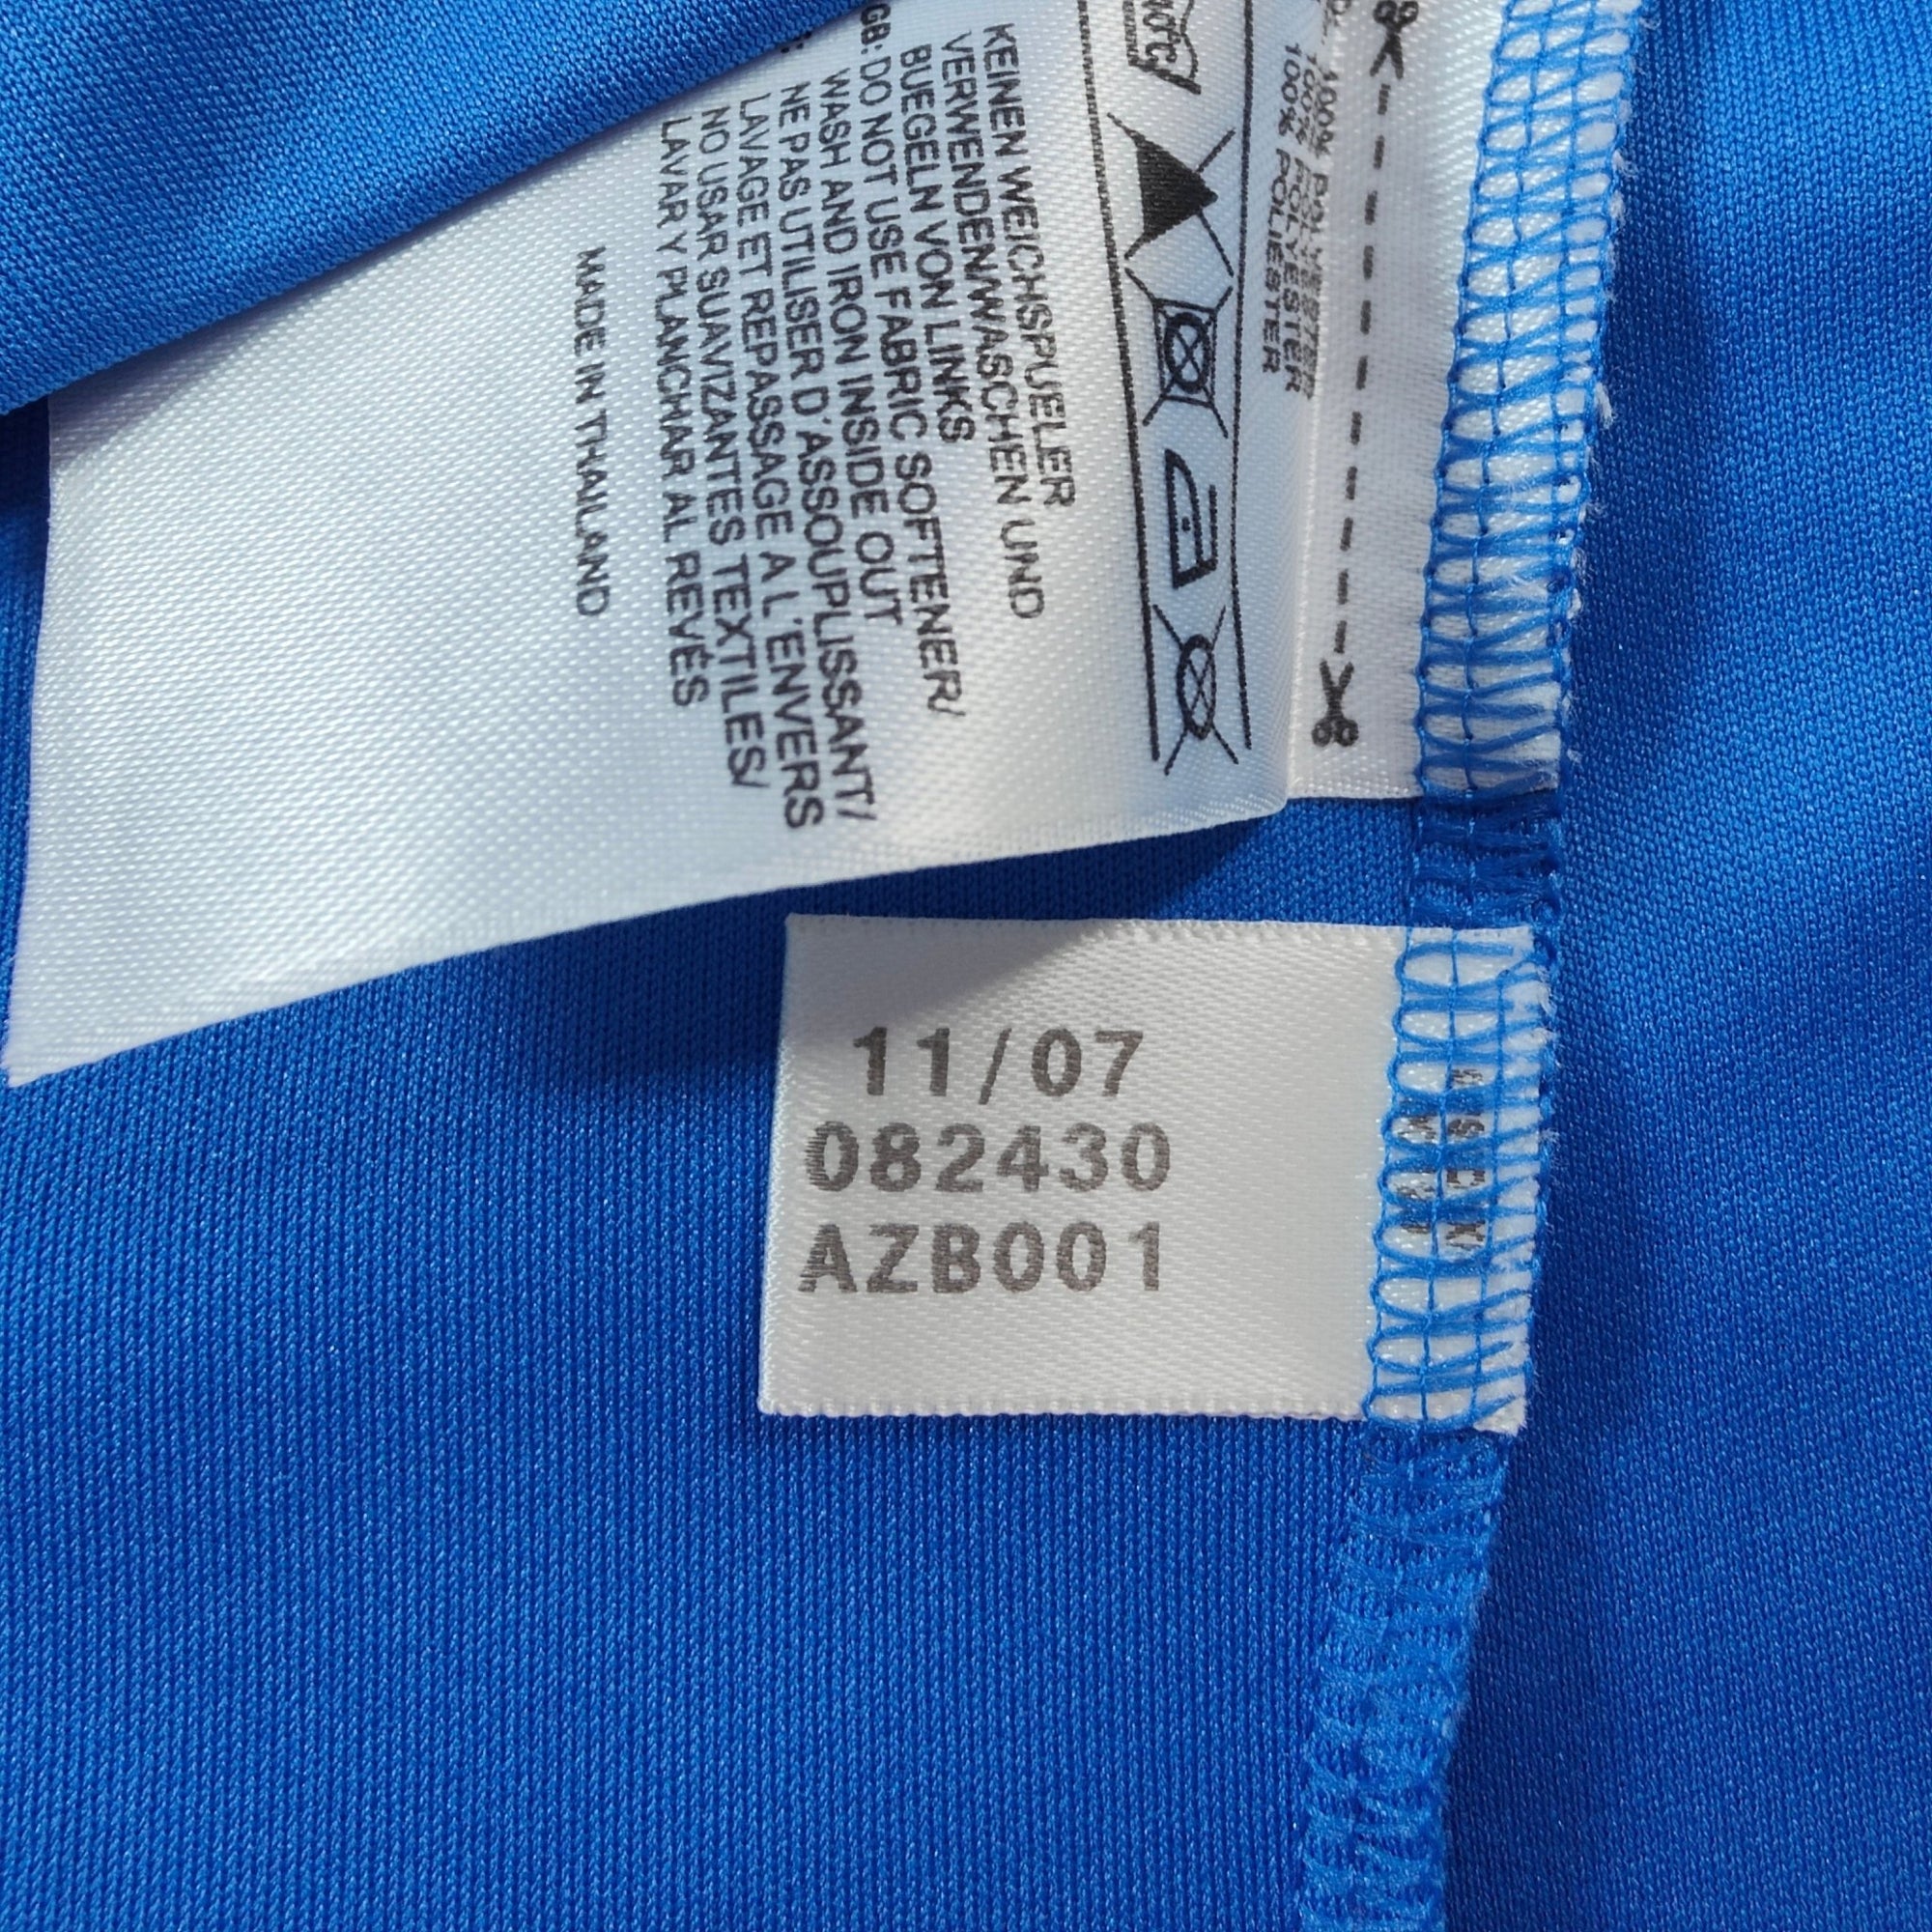 100% POLYESTER
100% POLIESTER
KEINEN WEICHSPUELER
VERWENDEN/WASCHEN UND
BUEGELN VON LINKS
GB: DO NOT USE FABRIC SOFTENER/
WASH AND IRON INSIDE OUT
NE PAS UTILISER D'ASSOUPLISSANT/
LAVAGE ET REPASSAGE A L'ENVERS
NO USAR SUAVIZANTES TEXTILES/
LAVAR Y PLANCHAR AL REVÉS
MADE IN THAILAND
11/07
082430
AZB001